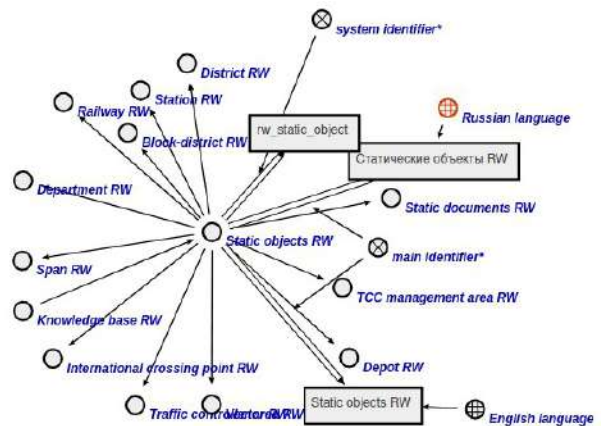 system identifier*
District RW
Station RW
Railway RW
rw_static_object
Russian language
Block-district RW
Статические объекты RW
Department RW
Static documents RW
Static objects RW
main identifier*
Span RW
TCC management area RW
Knowledge base RW
International crossing point RW
Depot RW
Static objects RW
Traffic controller
English language